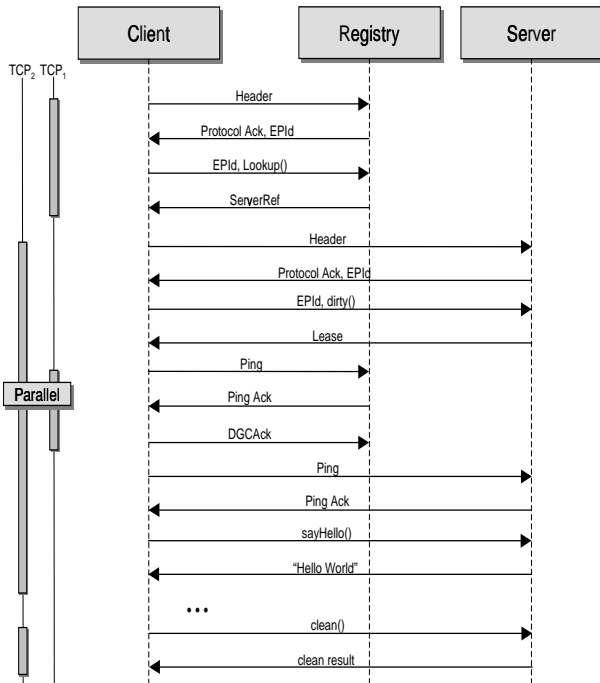 Client
Registry
Server
TCP2 TCP1
Header
Protocol Ack, EPId
EPId, Lookup()
ServerRef
Header
Protocol Ack, EPId
EPId, dirty()
Lease
Ping
Parallel
Ping Ack
DGCAck
Ping
Ping Ack
sayHello()
“Hello World”
...
clean()
clean result